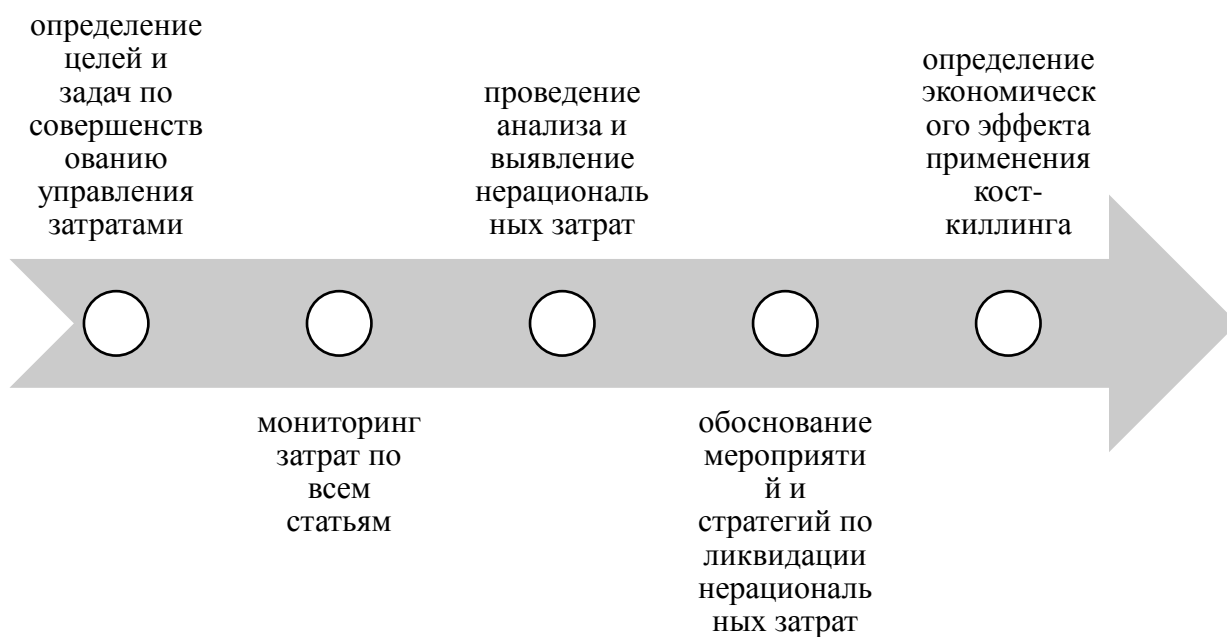 определение
целей и
задач по
совершенств
ованию
управления
затратами
мониторинг
затрат по
всем
статьям
проведение
анализа и
выявление
нерациональ
ных затрат
обоснование
мероприяти
й и
стратегий по
ликвидации
нерациональ
ных затрат
определение
экономическ
ого эффекта
применения
кост-
киллинга